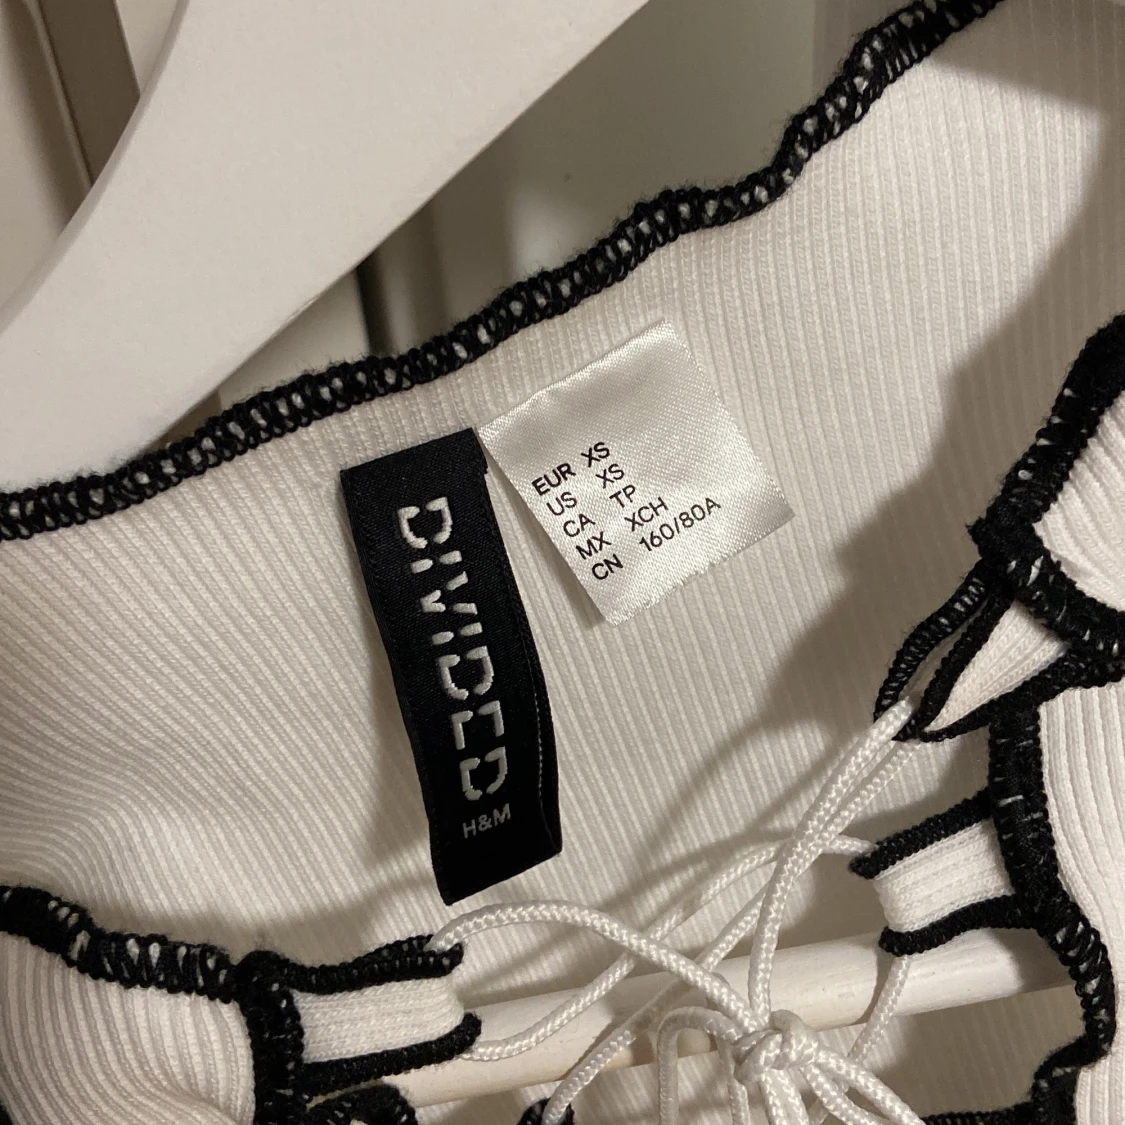 DIVIDED
H&M
EUR XS
US XS
CA TP
MX XCH
CN 160/80A